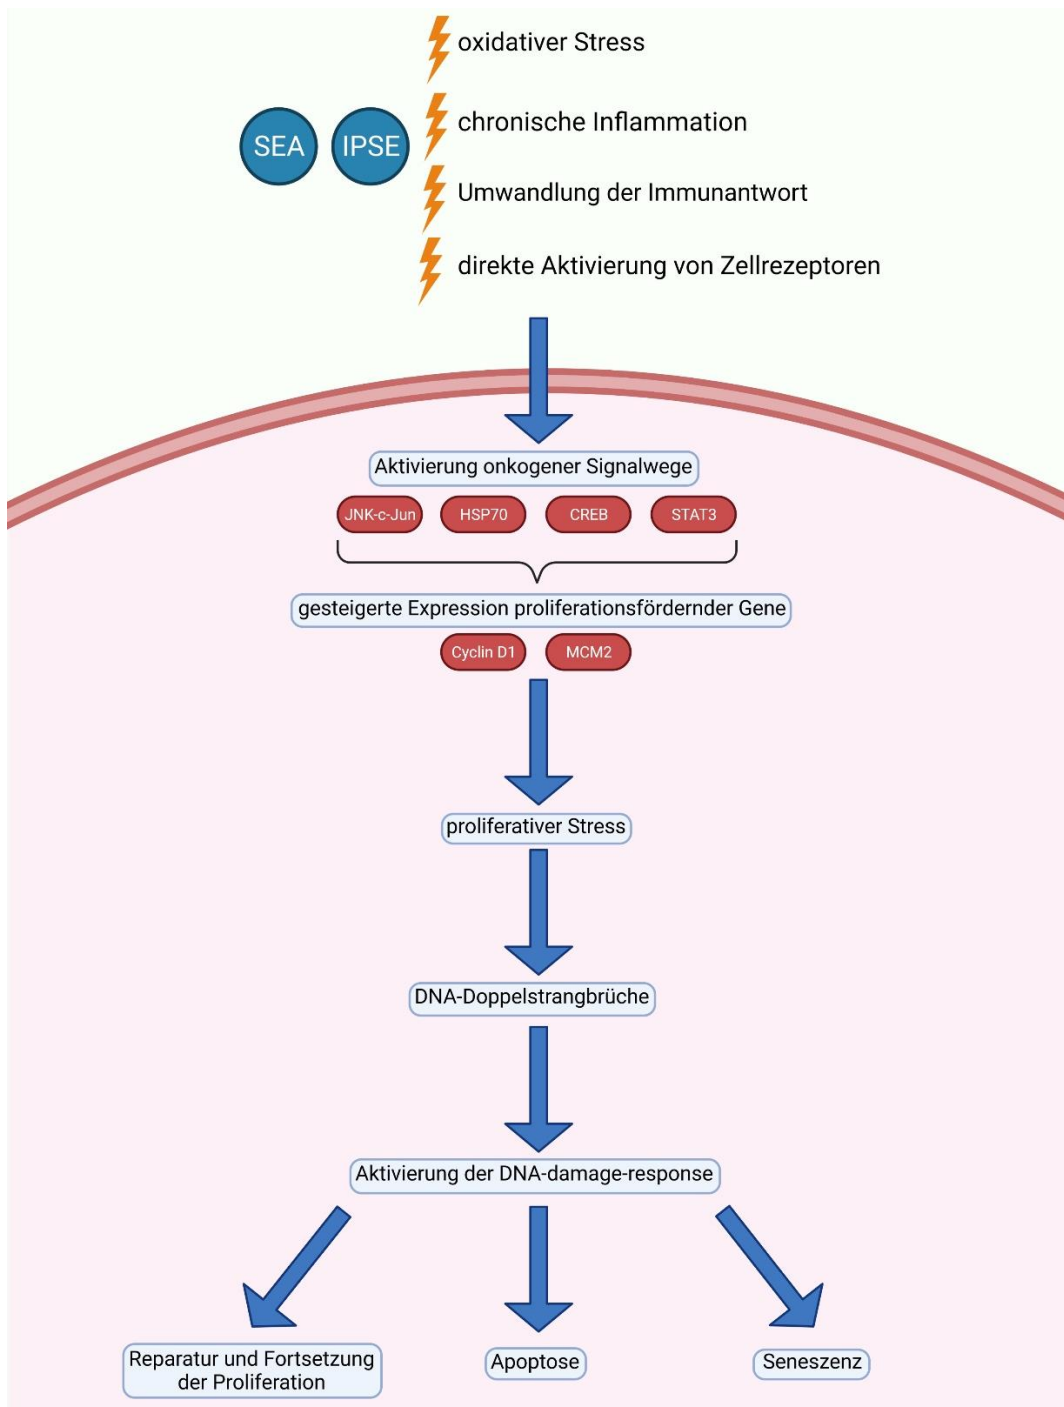 oxidativer Stress
SEA
IPSE
chronische Inflammation
Umwandlung der Immunantwort
direkte Aktivierung von Zellrezeptoren
Aktivierung onkogener Signalwege
JNK-c-Jun
HSP70
CREB
STAT3
gesteigerte Expression proliferationsfördernder Gene
Cyclin D1
MCM2
proliferativer Stress
DNA-Doppelstrangbrüche
Aktivierung der DNA-damage-response
Reparatur und Fortsetzung
der Proliferation
Apoptose
Seneszenz